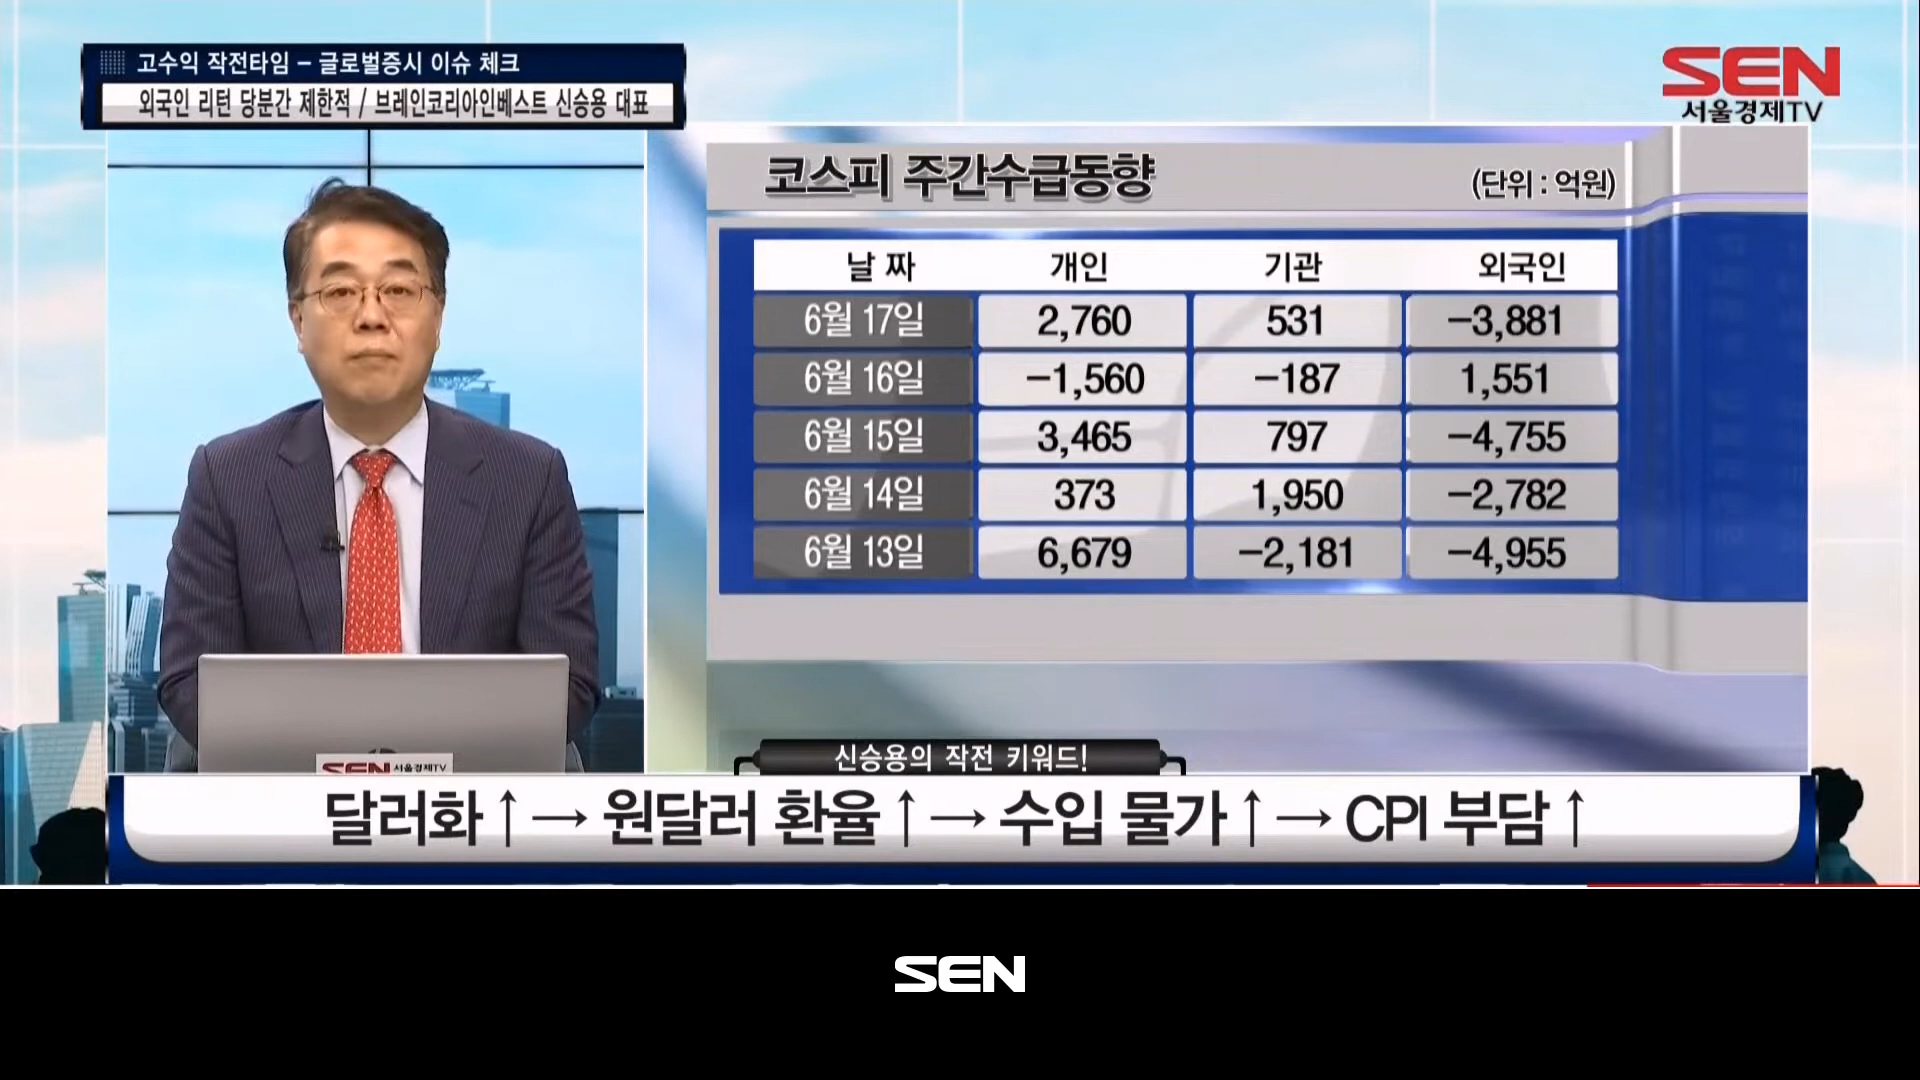 고수익 작전타임 – 글로벌증시 이슈 체크
외국인 리턴 당분간 제한적 / 브레인코리아인베스트 신승용 대표
SEN
서울경제TV
코스피 주간수급동향
(단위 : 억원)
날 짜 개인 기관 외국인
6월 17일 2,760 531 −3,881
6월 16일 −1,560 −187 1,551
6월 15일 3,465 797 −4,755
6월 14일 373 1,950 −2,782
6월 13일 6,679 −2,181 −4,955
SEN 서울경제TV
신승용의 작전 키워드!
달러화↑→ 원달러 환율↑→ 수입 물가↑→ CPI 부담↑
SEN